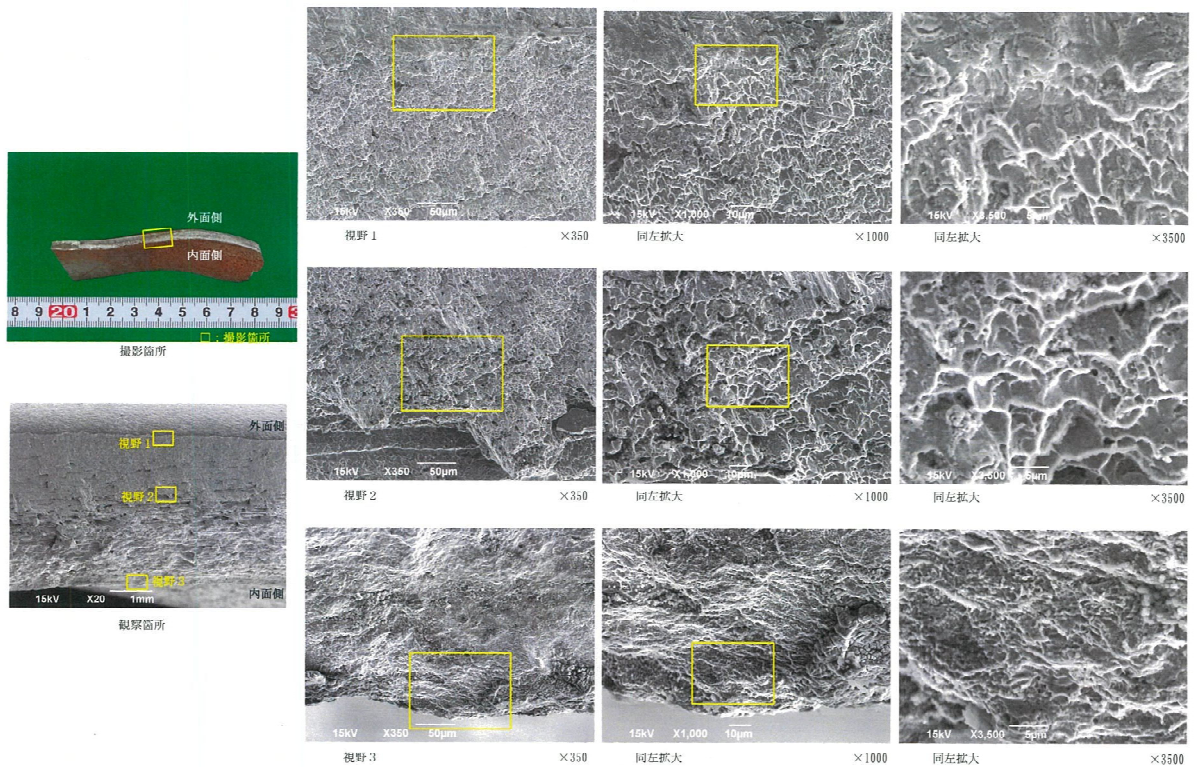 外面側
内面側
8 9 20 1 2 3 4 5 6 7 8 9 3
□：撮影箇所
撮影箇所
外面側
視野1
視野2
視野3
内面側
15kV X20 1mm
観察箇所
15kV X350 50μm
視野1 ×350
15kV X1,000 10μm
同左拡大 ×1000
15kV X3,500 5μm
同左拡大 ×3500
15kV X350 50μm
視野2 ×350
15kV X1,000 10μm
同左拡大 ×1000
15kV X3,500 5μm
同左拡大 ×3500
15kV X350 50μm
視野3 ×350
15kV X1,000 10μm
同左拡大 ×1000
15kV X3,500 5μm
同左拡大 ×3500